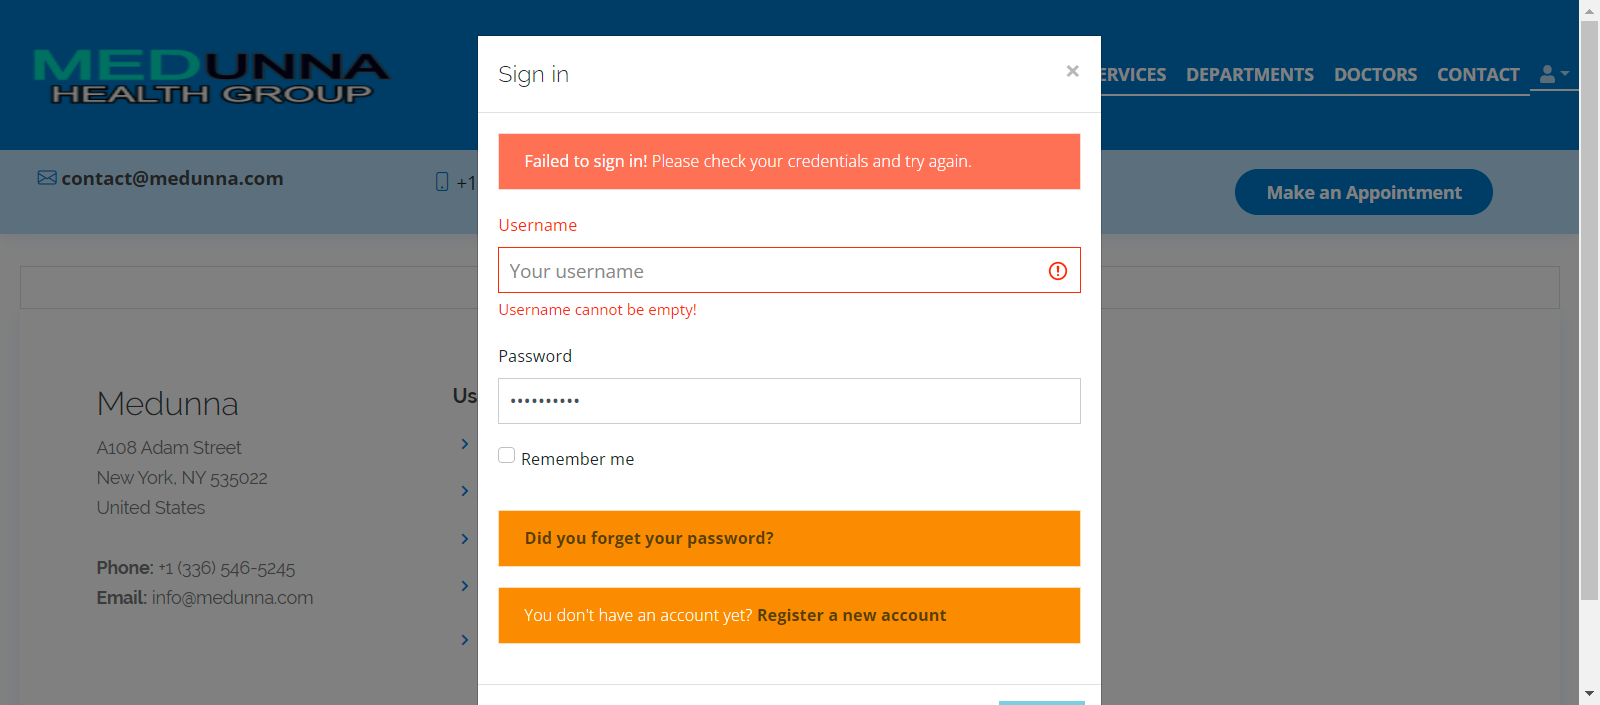 MEDUNNA
HEALTH GROUP
ERVICES DEPARTMENTS DOCTORS CONTACT
contact@medunna.com
+1
Make an Appointment
Sign in
×
Failed to sign in! Please check your credentials and try again.
Username
Your username
Username cannot be empty!
Password
••••••••••
Remember me
Did you forget your password?
You don't have an account yet? Register a new account
Medunna
A108 Adam Street
New York, NY 535022
United States
Phone: +1 (336) 546-5245
Email: info@medunna.com
Us